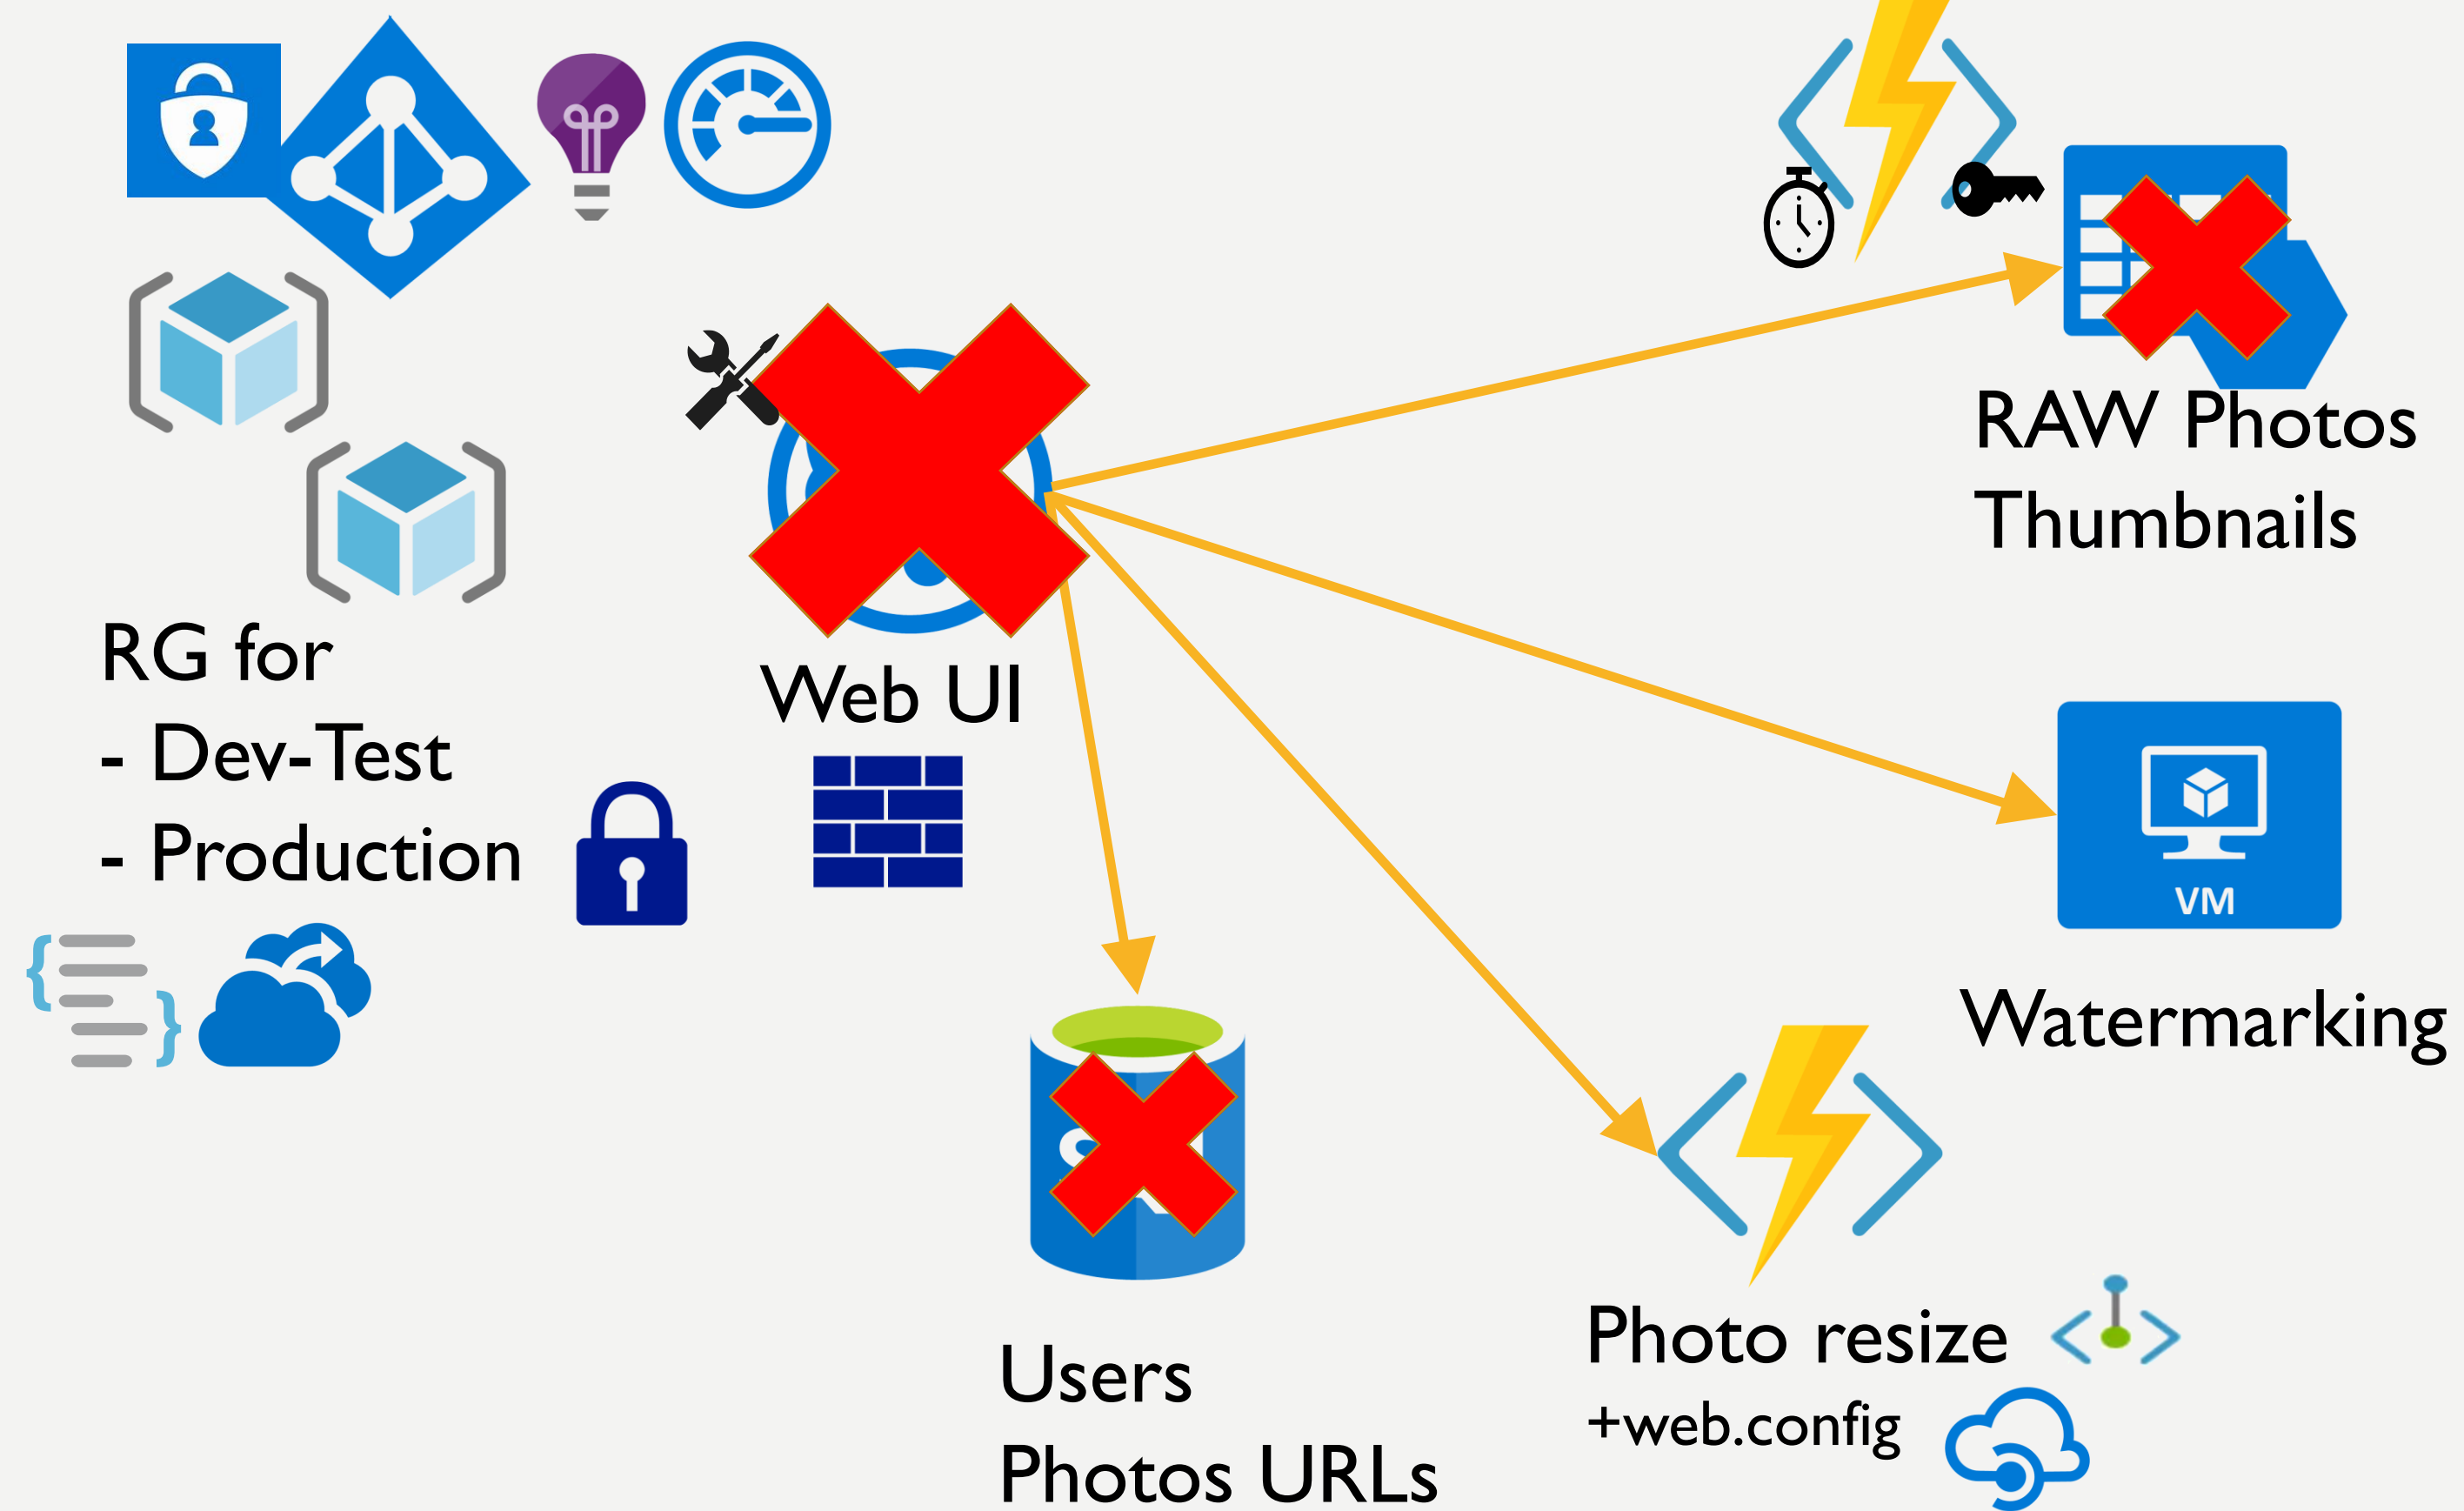 RAW Photos
Thumbnails
RG for
- Dev-Test
- Production
Web UI
VM
Watermarking
Users
Photos URLs
Photo resize
+web.config